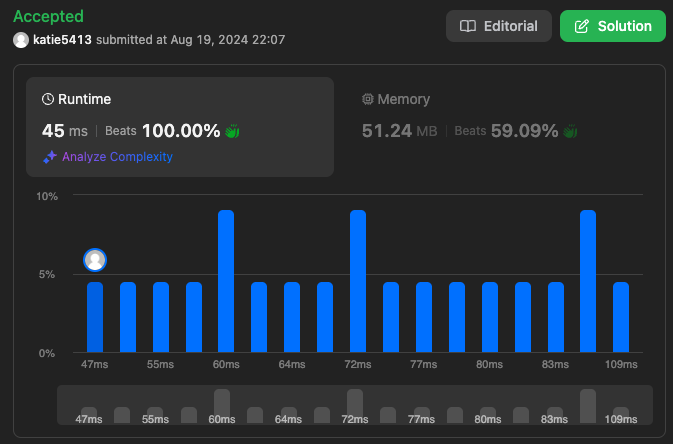 Accepted
Editorial
Solution
katie5413 submitted at Aug 19, 2024 22:07
Runtime
Memory
45 ms | Beats 100.00%
51.24 MB | Beats 59.09%
Analyze Complexity
10%
5%
0%
47ms 55ms 60ms 64ms 72ms 77ms 80ms 83ms 109ms
47ms 55ms 60ms 64ms 72ms 77ms 80ms 83ms 109ms